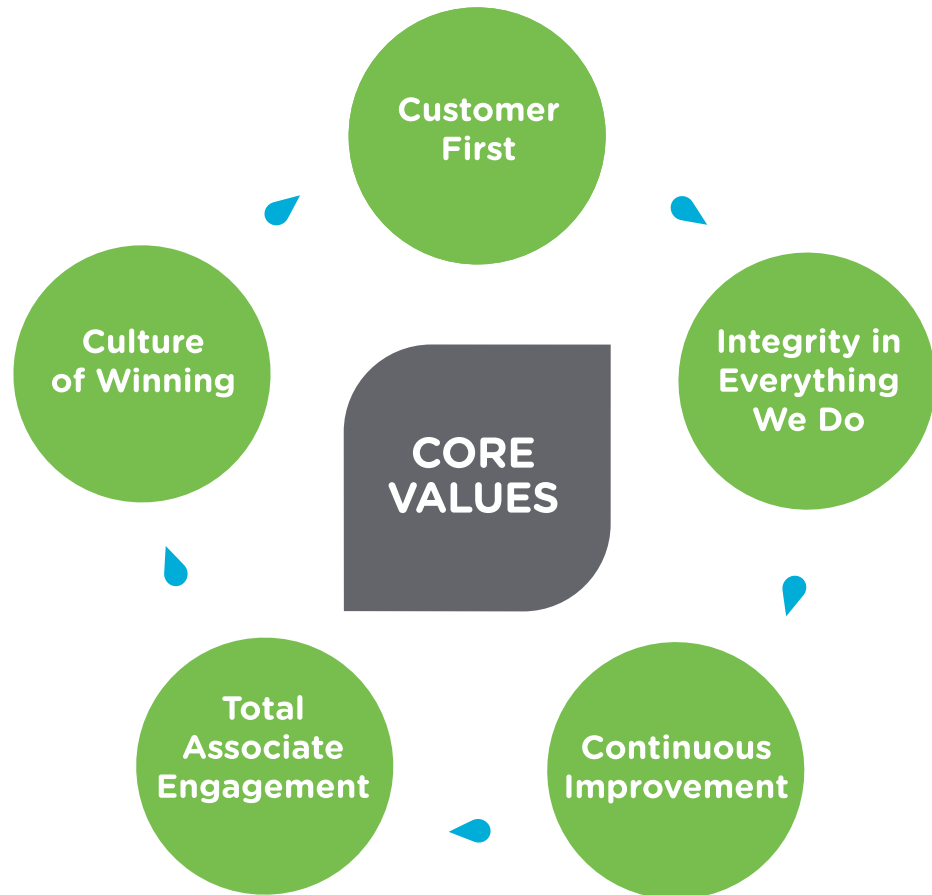 Customer
First
Integrity in
Everything
We Do
Continuous
Improvement
Total
Associate
Engagement
Culture
of Winning
CORE
VALUES